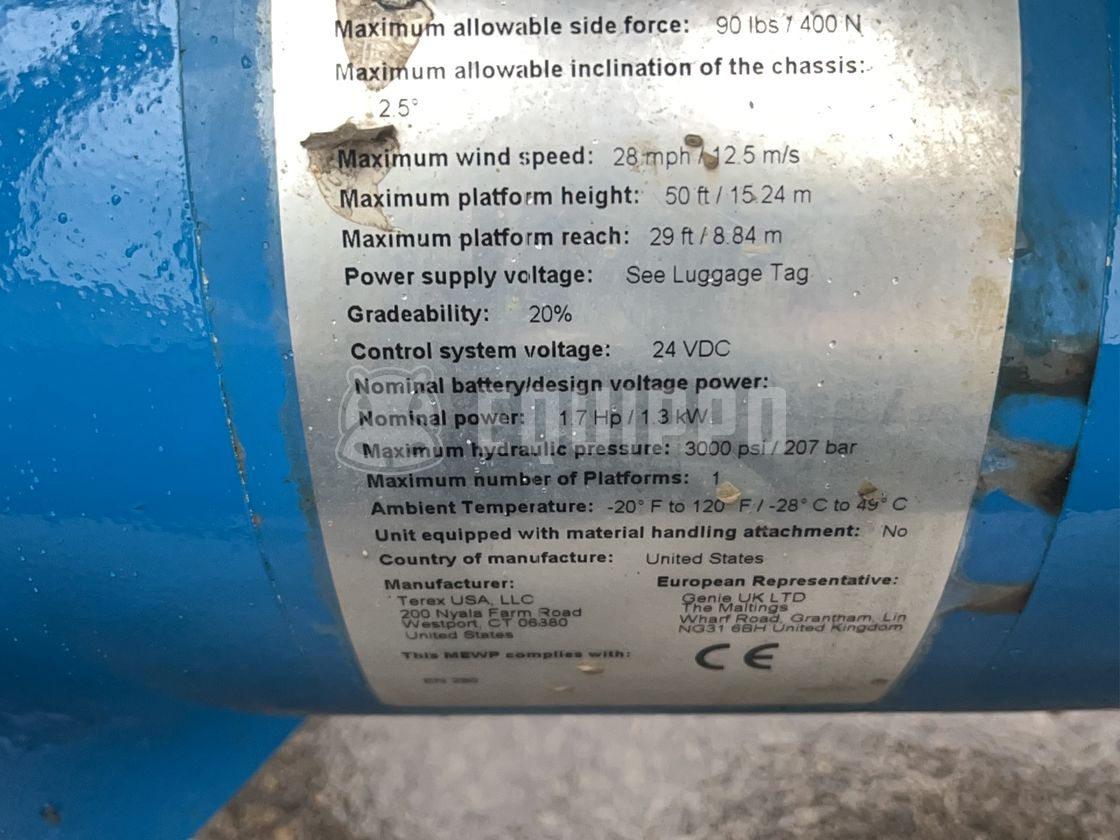 Maximum allowable side force: 90 lbs / 400 N
Maximum allowable inclination of the chassis:
2.5°
Maximum wind speed: 28 mph / 12.5 m/s
Maximum platform height: 50 ft / 15.24 m
Maximum platform reach: 29 ft / 8.84 m
Power supply voltage: See Luggage Tag
Gradeability: 20%
Control system voltage: 24 VDC
Nominal battery/design voltage power:
Nominal power: 1.7 Hp / 1.3 kW
Maximum hydraulic pressure: 3000 psi / 207 bar
Maximum number of Platforms: 1
Ambient Temperature: -20° F to 120° F / -28° C to 49° C
Unit equipped with material handling attachment: No
Country of manufacture: United States
Manufacturer:
Terex USA, LLC
200 Nyala Farm Road
Westport, CT 06380
United States
European Representative:
Genie UK LTD
The Maltings
Wharf Road, Grantham, Lin
NG31 6BH United Kingdom
This MEWP complies with:
CE
EN 280